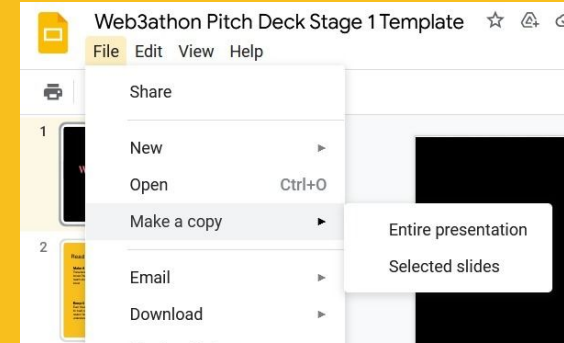 Web3athon Pitch Deck Stage 1 Template
File Edit View Help
Share
New
Open Ctrl+O
Make a copy
Entire presentation
Selected slides
Email
Download
1
2
Read